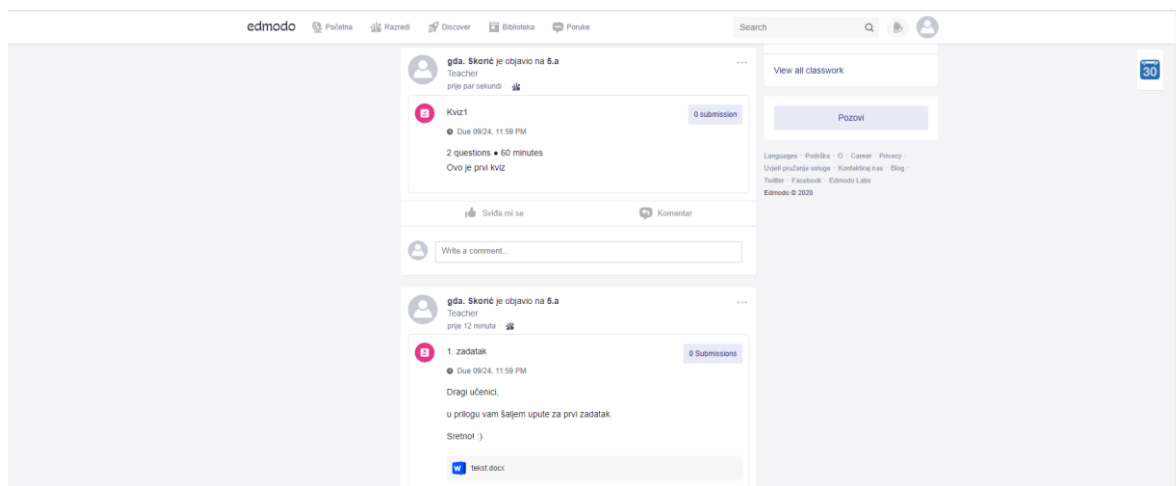 edmodo Početna Razredi Discover Biblioteka Poruke Search
gđa. Skorić je objavio na 5.a
Teacher
prije par sekundi ·
Kviz1
0 submission
Due 09/24, 11:59 PM
2 questions ● 60 minutes
Ovo je prvi kviz
Sviđa mi se Komentar
Write a comment...
gđa. Skorić je objavio na 5.a
Teacher
prije 12 minuta ·
1. zadatak
0 Submissions
Due 09/24, 11:59 PM
Dragi učenici,
u prilogu vam šaljem upute za prvi zadatak.
Sretno! :)
W tekst.docx
View all classwork
Pozovi
Languages · Podrška · O · Career · Privacy ·
Uvjeti pružanja usluge · Kontaktiraj nas · Blog ·
Twitter · Facebook · Edmodo Labs
Edmodo © 2020
30